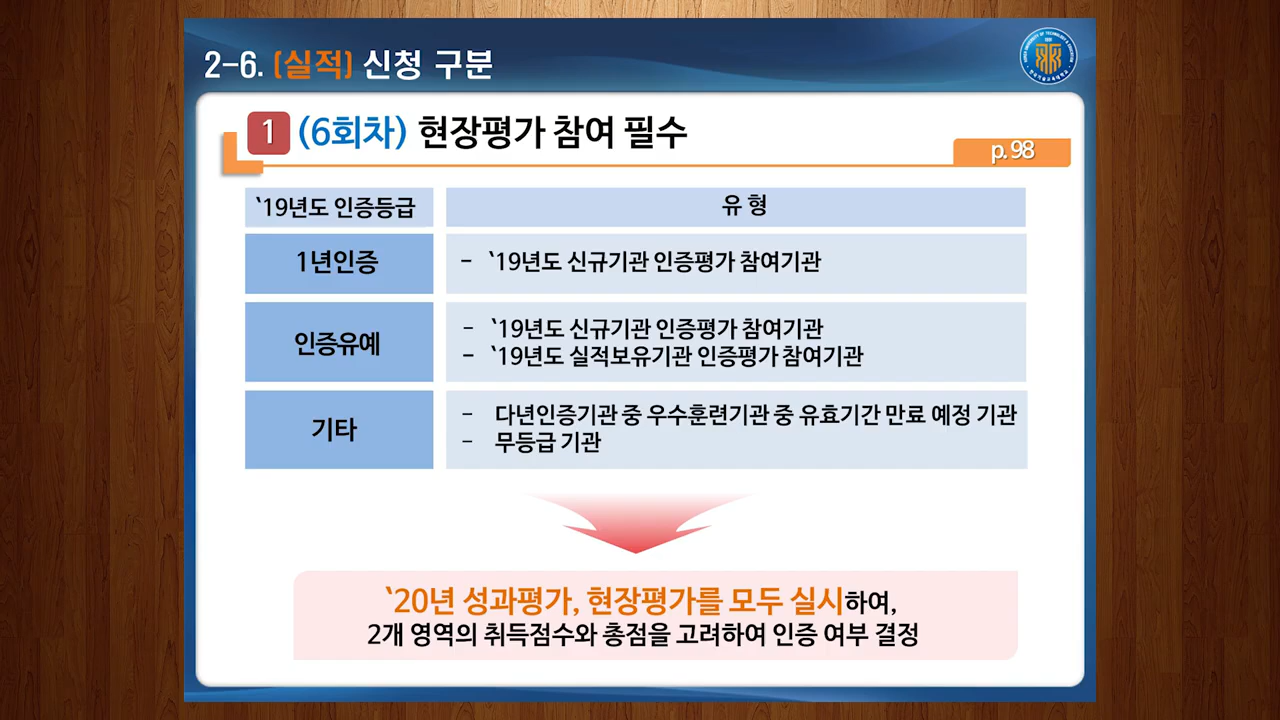 2-6. (실적) 신청 구분
1 (6회차) 현장평가 참여 필수
p. 98
`19년도 인증등급
유 형
1년인증
- `19년도 신규기관 인증평가 참여기관
인증유예
- `19년도 신규기관 인증평가 참여기관
- `19년도 실적보유기관 인증평가 참여기관
기타
- 다년인증기관 중 우수훈련기관 중 유효기간 만료 예정 기관
- 무등급 기관
`20년 성과평가, 현장평가를 모두 실시하여,
2개 영역의 취득점수와 총점을 고려하여 인증 여부 결정